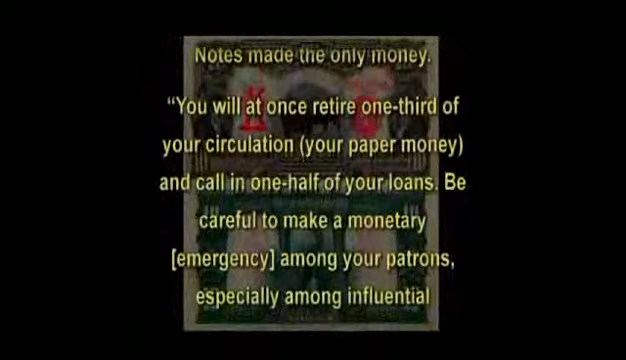 Notes made the only money.
“You will at once retire one-third of
your circulation (your paper money)
and call in one-half of your loans. Be
careful to make a monetary
[emergency] among your patrons,
especially among influential